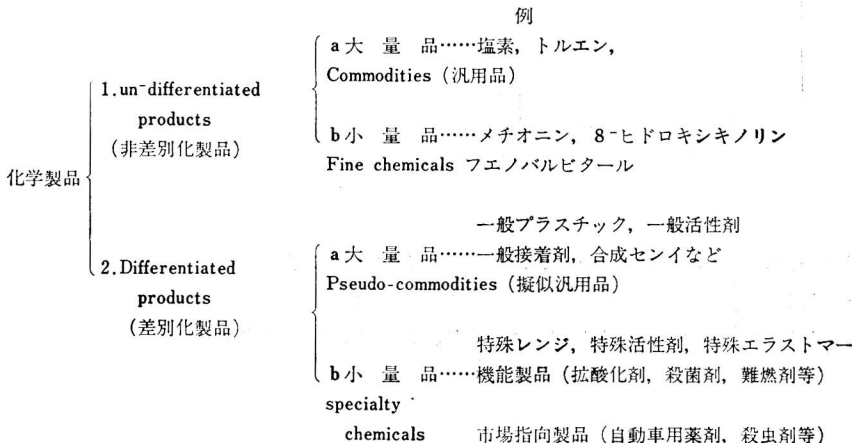 例
a 大 量 品……塩素, トルエン,
Commodities (汎用品)
1.un-differentiated
products
(非差別化製品)
b 小 量 品……メチオニン, 8-ヒドロキシキノリン
Fine chemicals フエノバルビタール
化学製品
一般プラスチック, 一般活性剤
a 大 量 品……一般接着剤, 合成センイなど
Pseudo-commodities (擬似汎用品)
2.Differentiated
products
(差別化製品)
特殊レンジ, 特殊活性剤, 特殊エラストマー
b 小 量 品……機能製品 (拡酸化剤, 殺菌剤, 難燃剤等)
specialty
chemicals 市場指向製品 (自動車用薬剤, 殺虫剤等)